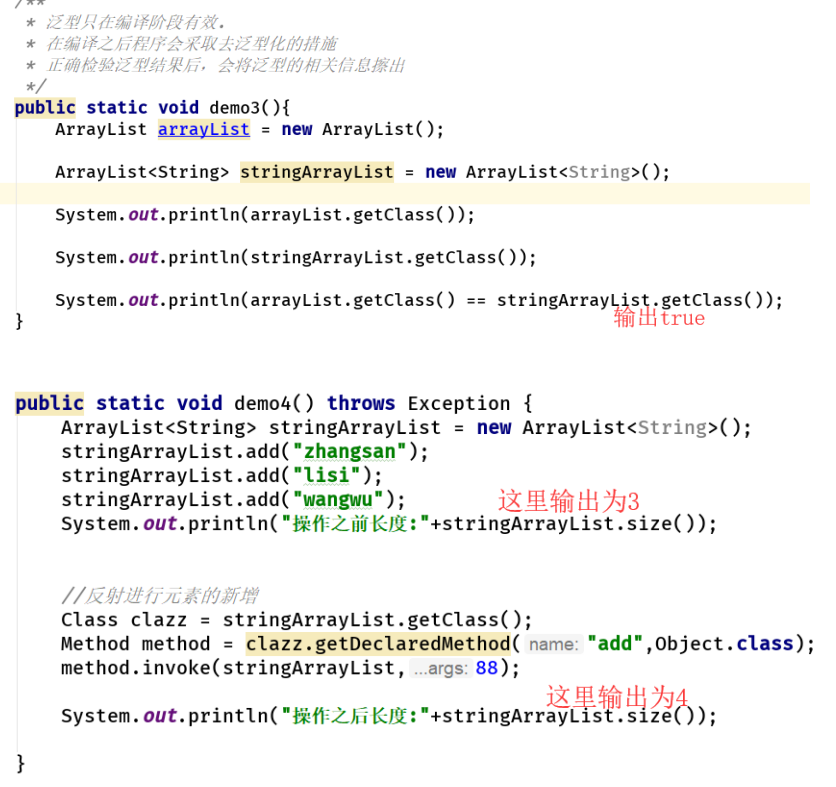 /**
* 泛型只在编译阶段有效.
* 在编译之后程序会采取去泛型化的措施
* 正确检验泛型结果后，会将泛型的相关信息擦出
*/
public static void demo3(){
ArrayList arrayList = new ArrayList();
ArrayList<String> stringArrayList = new ArrayList<String>();
System.out.println(arrayList.getClass());
System.out.println(stringArrayList.getClass());
System.out.println(arrayList.getClass() == stringArrayList.getClass());
输出true
}
public static void demo4() throws Exception {
ArrayList<String> stringArrayList = new ArrayList<String>();
stringArrayList.add("zhangsan");
stringArrayList.add("lisi");
stringArrayList.add("wangwu");
这里输出为3
System.out.println("操作之前长度:"+stringArrayList.size());
//反射进行元素的新增
Class clazz = stringArrayList.getClass();
Method method = clazz.getDeclaredMethod( name: "add",Object.class);
method.invoke(stringArrayList, ...args: 88);
这里输出为4
System.out.println("操作之后长度:"+stringArrayList.size());
}